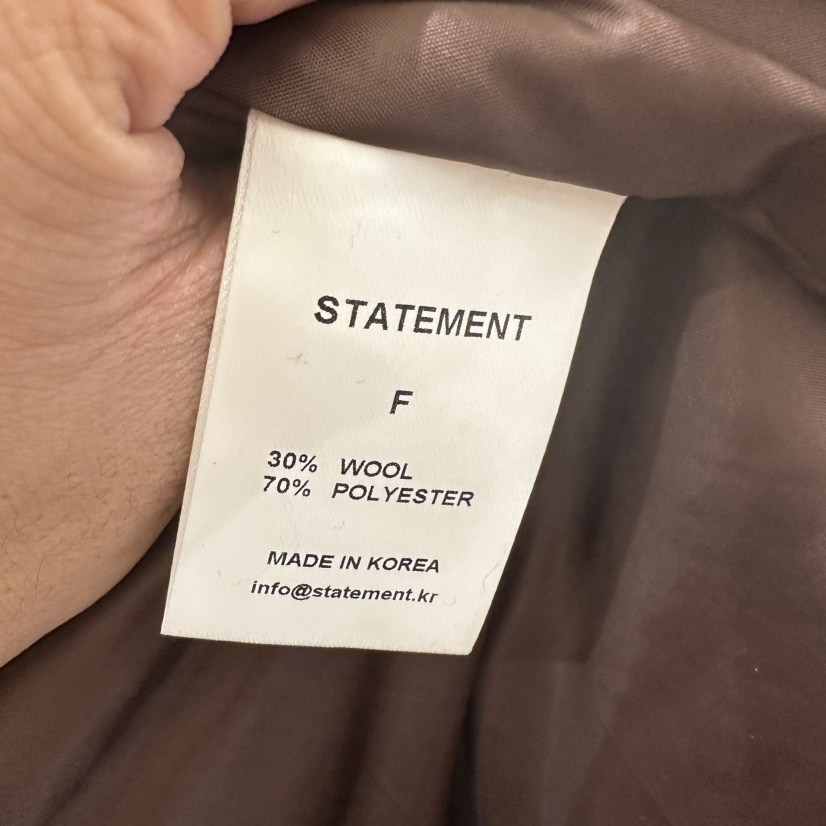 STATEMENT
F
30% WOOL
70% POLYESTER
MADE IN KOREA
info@statement.kr